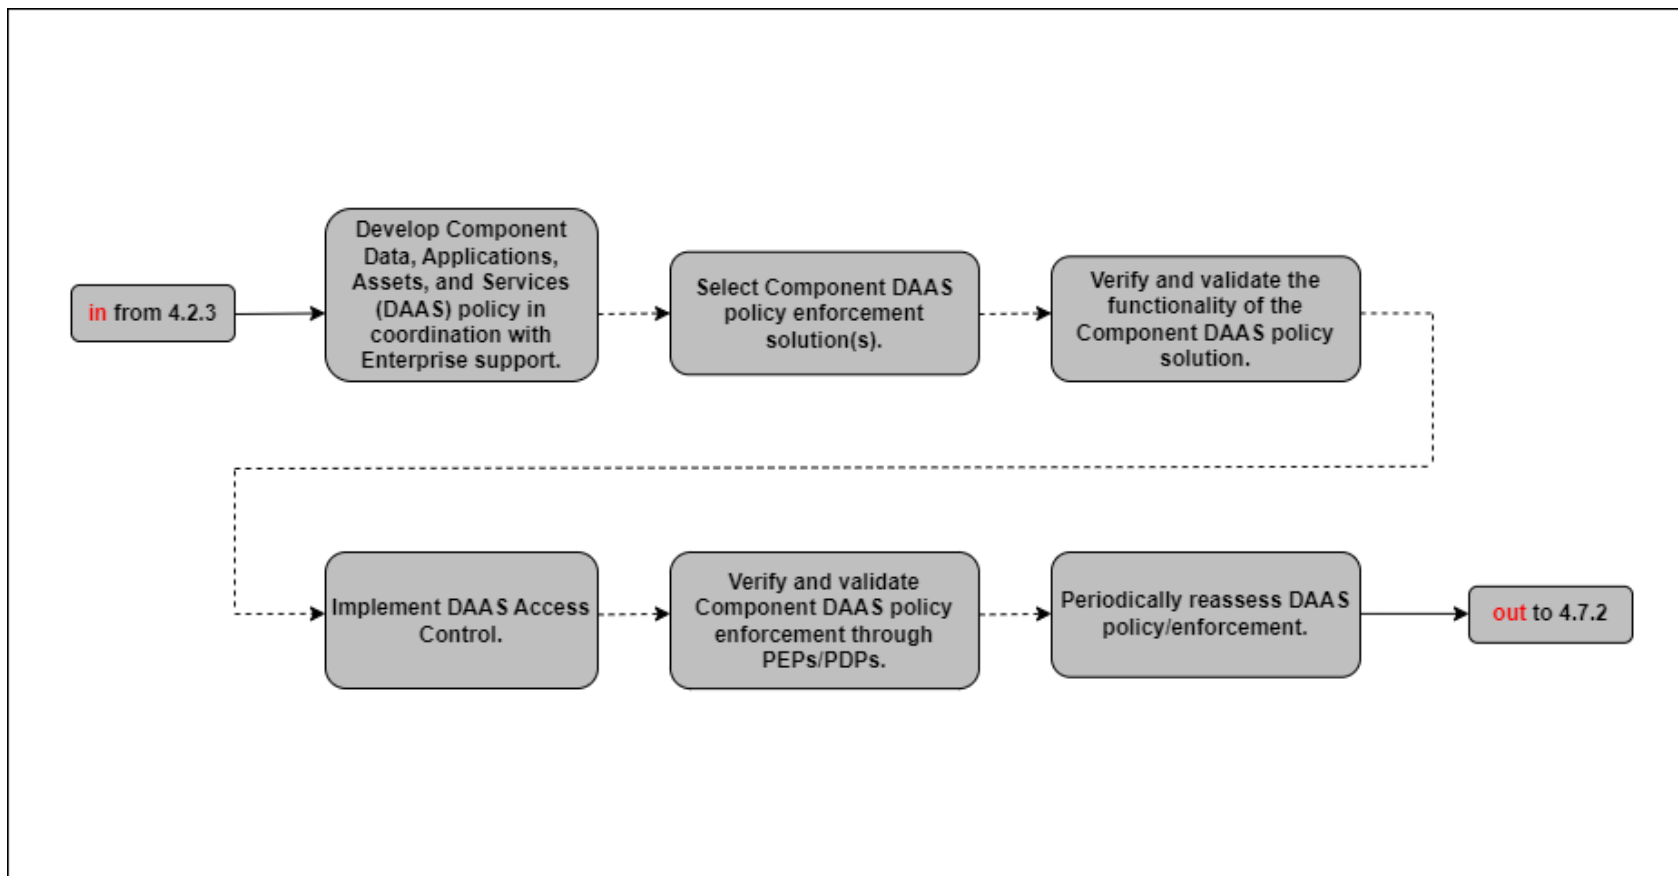 in from 4.2.3
Develop Component
Data, Applications,
Assets, and Services
(DAAS) policy in
coordination with
Enterprise support.
Select Component DAAS
policy enforcement
solution(s).
Verify and validate the
functionality of the
Component DAAS policy
solution.
Implement DAAS Access
Control.
Verify and validate
Component DAAS policy
enforcement through
PEPs/PDPs.
Periodically reassess DAAS
policy/enforcement.
out to 4.7.2